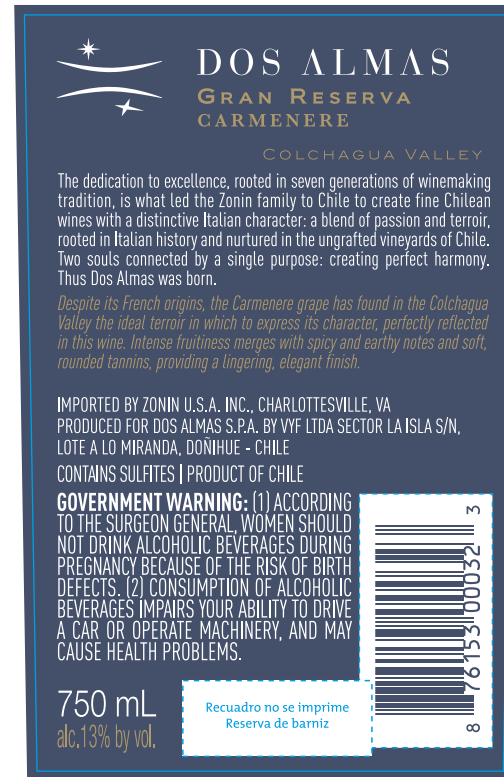 DOS ALMAS
GRAN RESERVA
CARMENERE
COLCHAGUA VALLEY
The dedication to excellence, rooted in seven generations of winemaking
tradition, is what led the Zonin family to Chile to create fine Chilean
wines with a distinctive Italian character: a blend of passion and terroir,
rooted in Italian history and nurtured in the ungrafted vineyards of Chile.
Two souls connected by a single purpose: creating perfect harmony.
Thus Dos Almas was born.
Despite its French origins, the Carmenere grape has found in the Colchagua
Valley the ideal terroir in which to express its character, perfectly reflected
in this wine. Intense fruitiness merges with spicy and earthy notes and soft,
rounded tannins, providing a lingering, elegant finish.
IMPORTED BY ZONIN U.S.A. INC., CHARLOTTESVILLE, VA
PRODUCED FOR DOS ALMAS S.P.A. BY VYF LTDA SECTOR LA ISLA S/N,
LOTE A LO MIRANDA, DOÑIHUE - CHILE
CONTAINS SULFITES | PRODUCT OF CHILE
GOVERNMENT WARNING: (1) ACCORDING
TO THE SURGEON GENERAL, WOMEN SHOULD
NOT DRINK ALCOHOLIC BEVERAGES DURING
PREGNANCY BECAUSE OF THE RISK OF BIRTH
DEFECTS. (2) CONSUMPTION OF ALCOHOLIC
BEVERAGES IMPAIRS YOUR ABILITY TO DRIVE
A CAR OR OPERATE MACHINERY, AND MAY
CAUSE HEALTH PROBLEMS.
8 76153 00032 3
750 mL
alc.13% by vol.
Recuadro no se imprime
Reserva de barniz